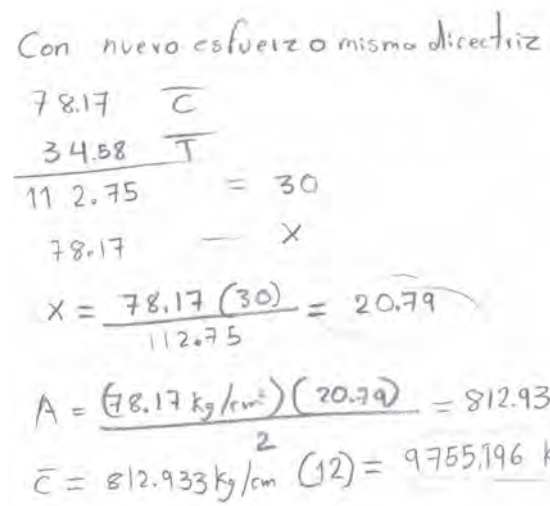 Con nuevo esfuerzo misma directriz
78.17 C̅
34.58 T̅
112.75 = 30
78.17 — X
X = 78.17 (30) / 112.75 = 20.79
A = (78.17 kg/cm²)(20.79) / 2 = 812.93
C̅ = 812.933 kg/cm (12) = 9755,196 k